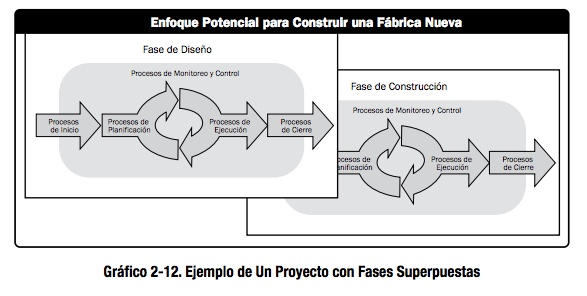 Enfoque Potencial para Construir una Fábrica Nueva
Fase de Diseño
Procesos de Monitoreo y Control
Procesos
de Inicio
Procesos de
Planificación
Procesos de
Ejecución
Procesos
de Cierre
Fase de Construcción
Procesos de Monitoreo y Control
rocesos de
anificación
Procesos de
Ejecución
Procesos
de Cierre
Gráfico 2-12. Ejemplo de Un Proyecto con Fases Superpuestas